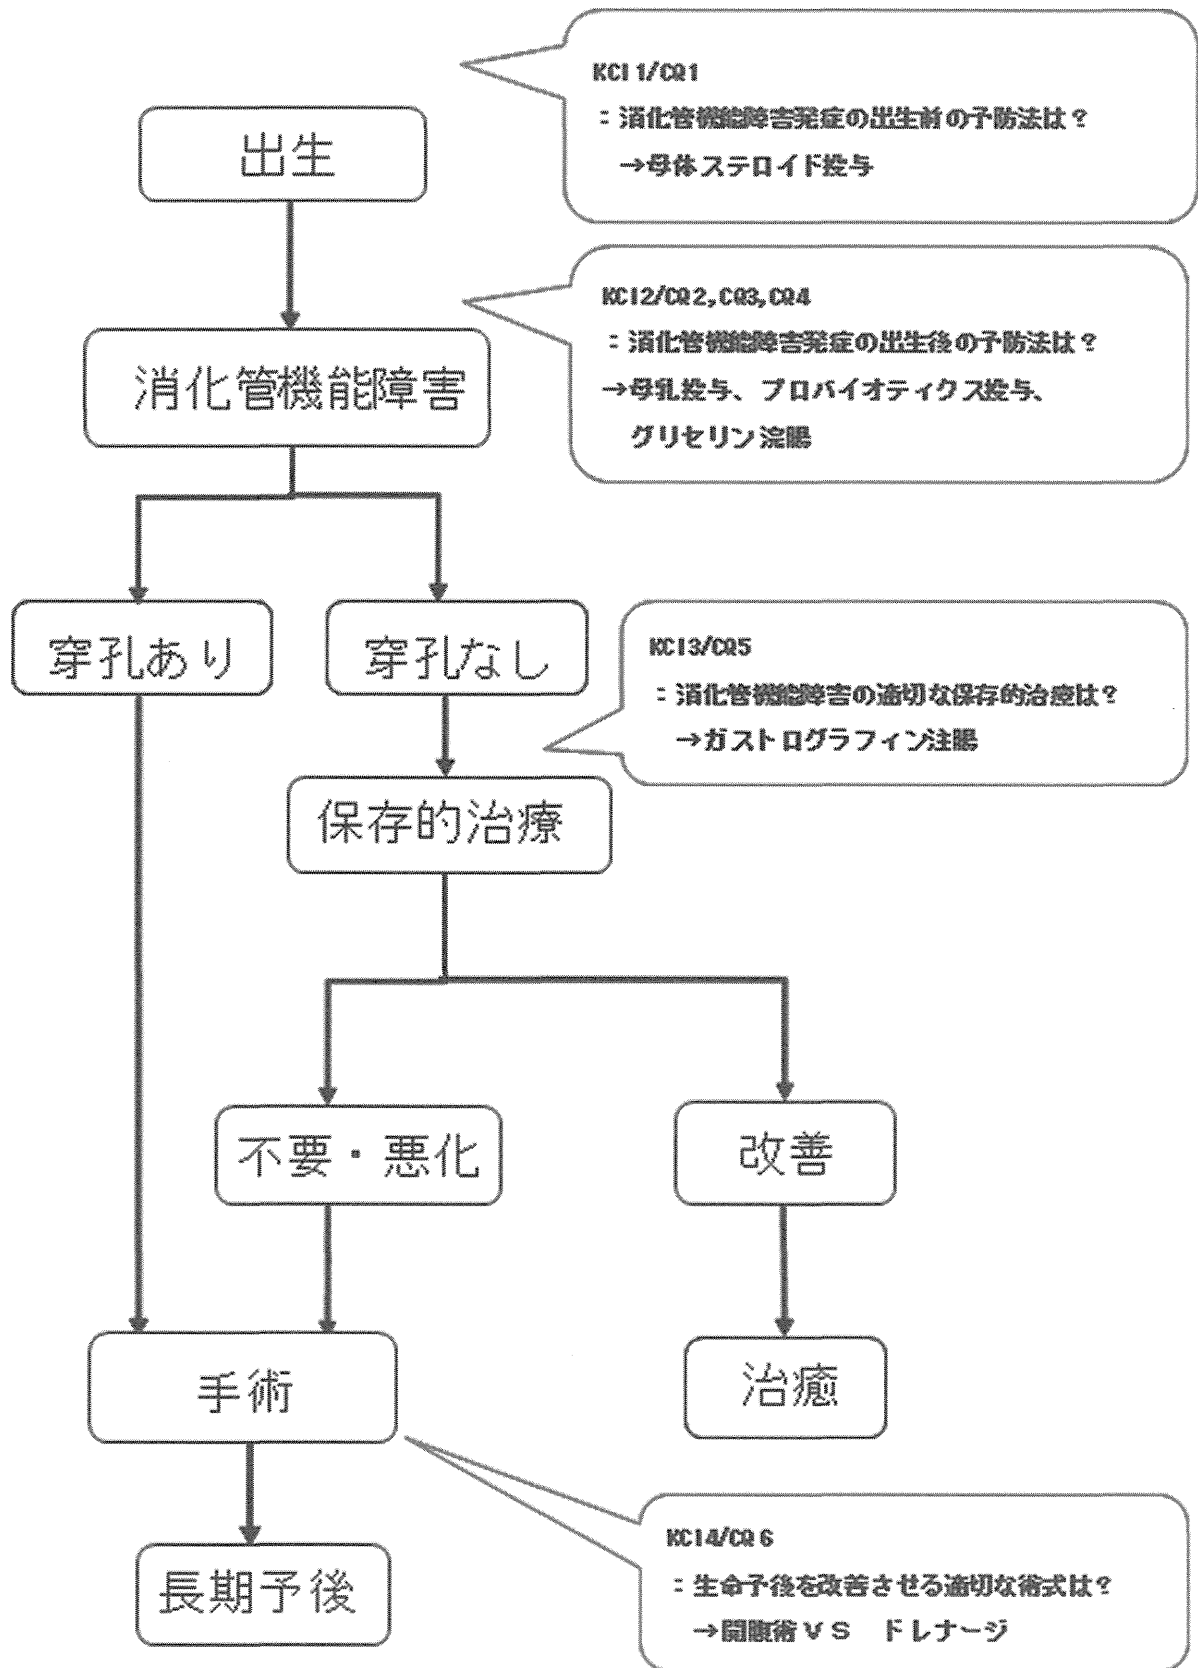 KCI 1/CQ1
：消化管機能障害発症の出生前の予防法は？
→母体ステロイド投与
出生
KCI2/CQ2,CQ3,CQ4
：消化管機能障害発症の出生後の予防法は？
→母乳投与、プロバイオティクス投与、
グリセリン浣腸
消化管機能障害
穿孔あり
穿孔なし
KCI3/CQ5
：消化管機能障害の適切な保存的治療は？
→ガストログラフィン注腸
保存的治療
不要・悪化
改善
手術
治癒
KCI4/CQ6
：生命予後を改善させる適切な術式は？
→開腹術VS　ドレナージ
長期予後